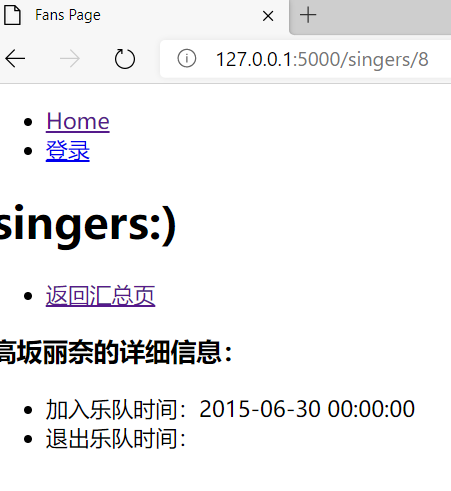 Fans Page
127.0.0.1:5000/singers/8
Home
登录
singers:)
返回汇总页
高坂丽奈的详细信息：
加入乐队时间：2015-06-30 00:00:00
退出乐队时间：